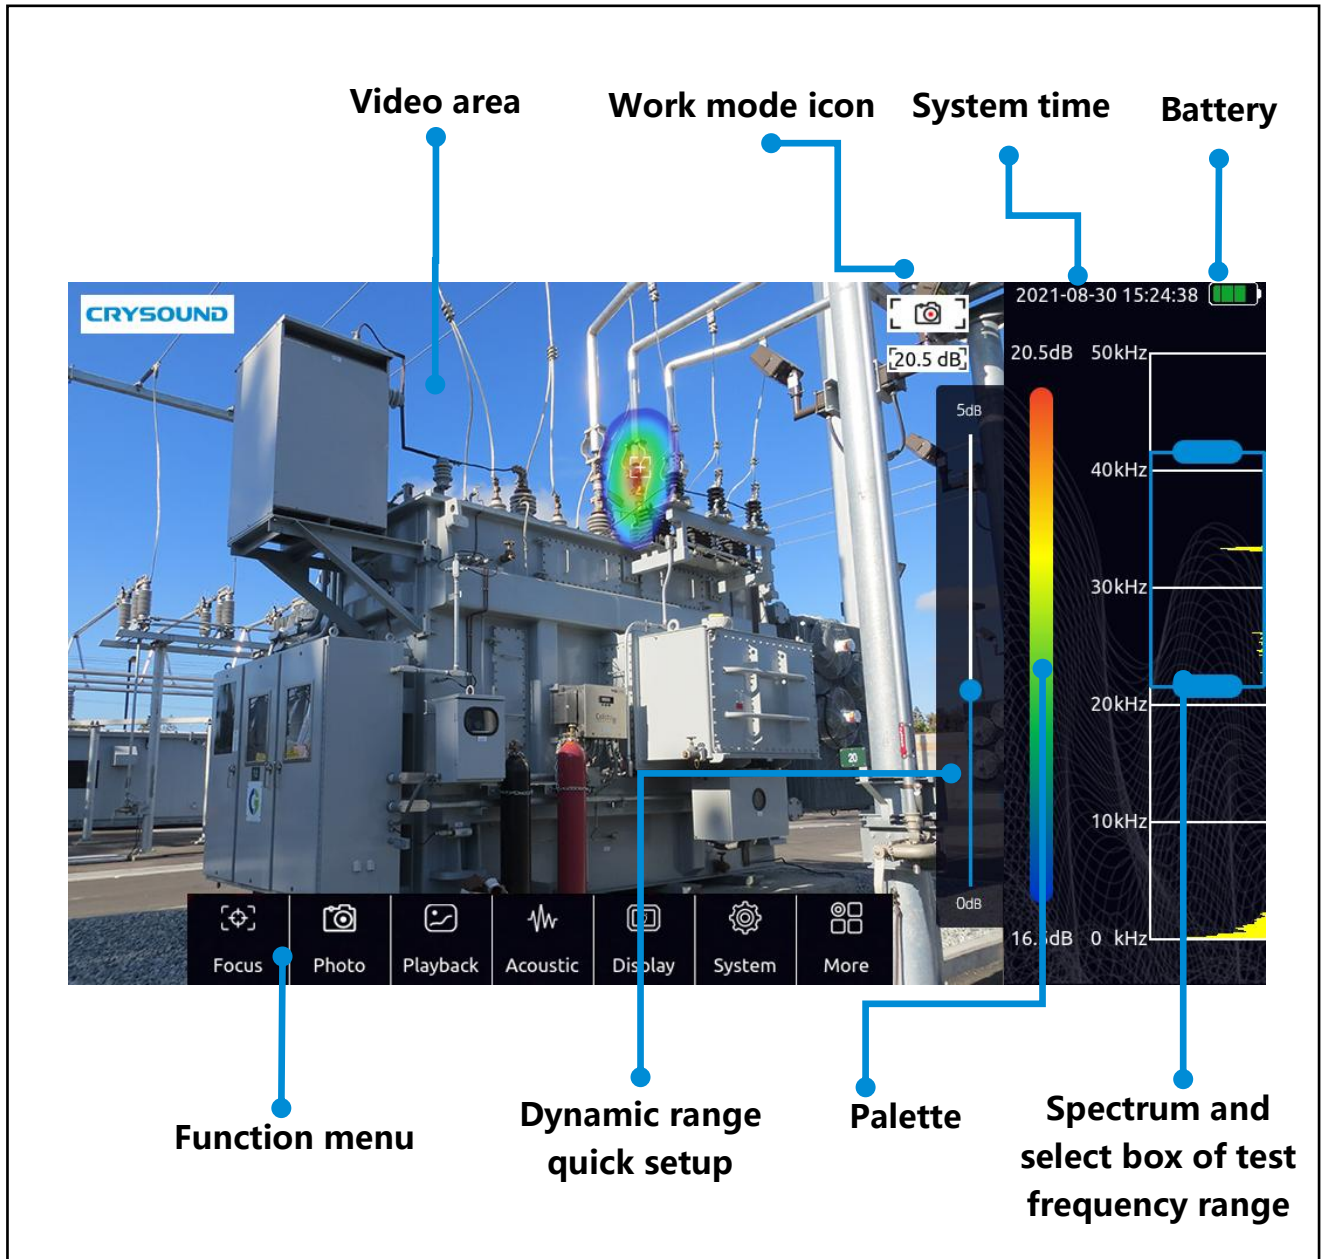 Video area
Work mode icon
System time
Battery
CRYSOUND
2021-08-30 15:24:38
20.5 dB
20.5dB
50kHz
5dB
40kHz
30kHz
20kHz
20
10kHz
0dB
0 kHz
Focus
Photo
Playback
Acoustic
Display
System
More
Function menu
Dynamic range
quick setup
Palette
Spectrum and
select box of test
frequency range